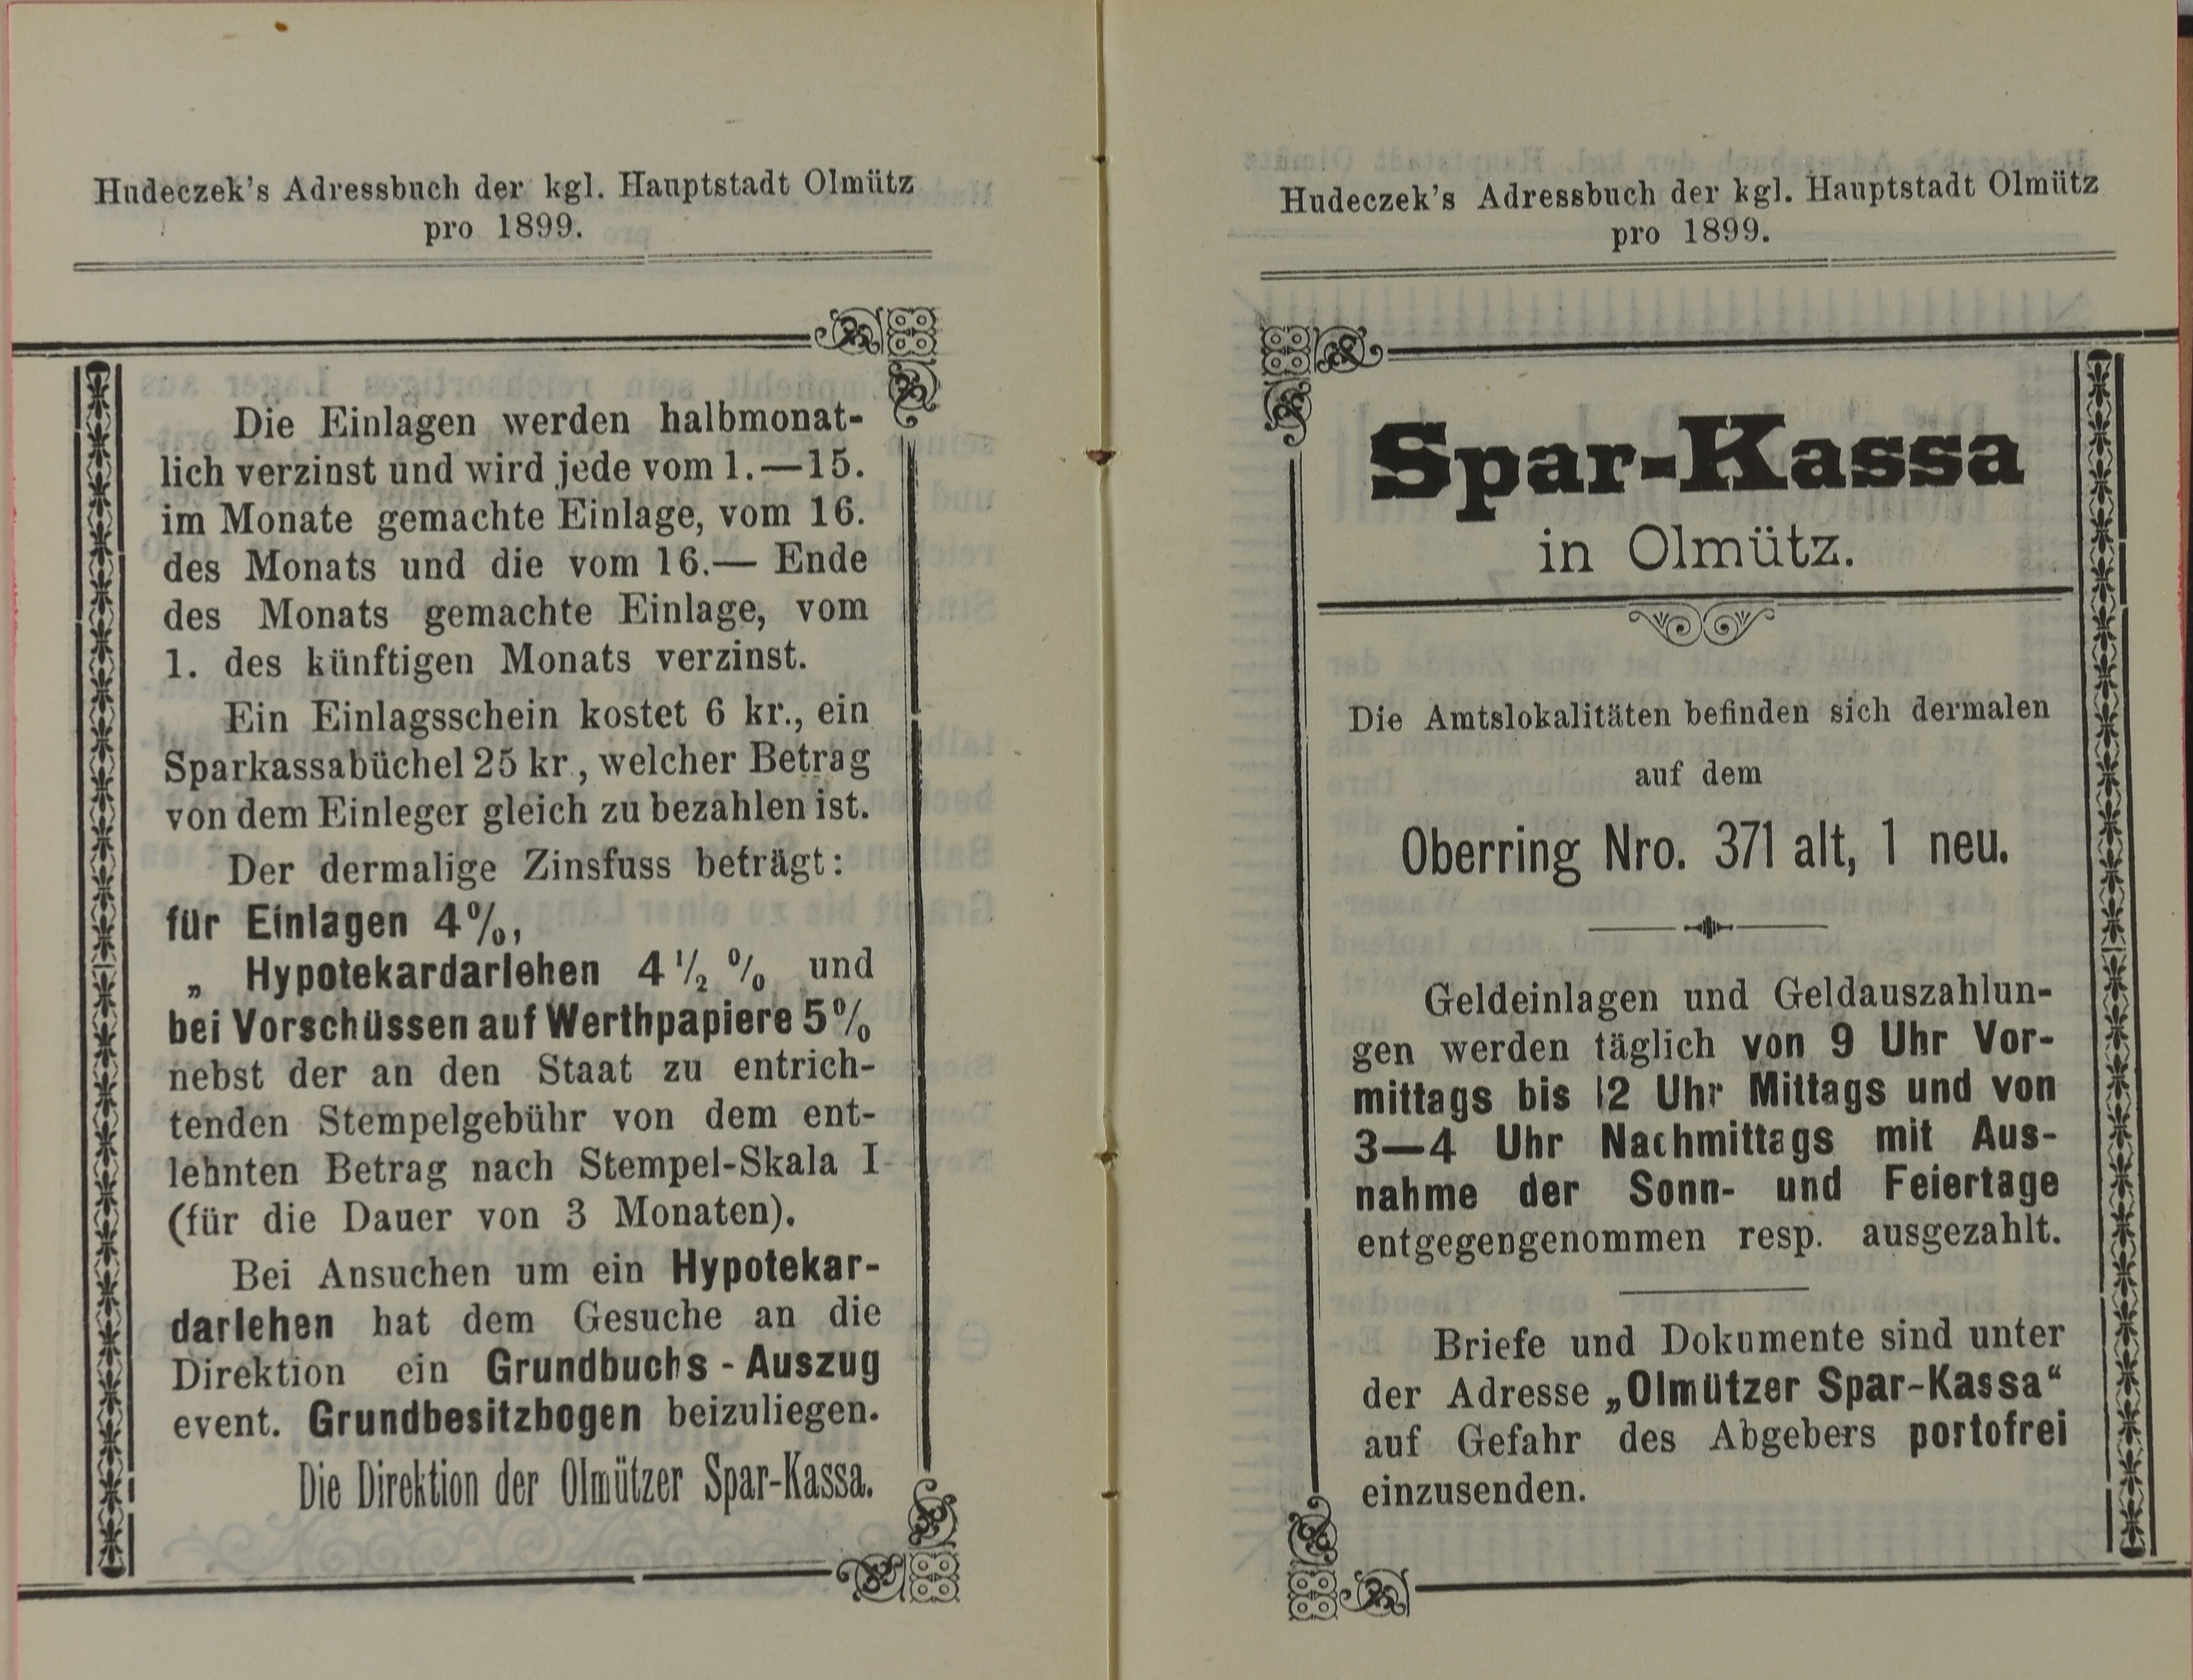 Hudeczek's Adressbuch der kgl. Hauptstadt Olmütz
pro 1899.
Die Einlagen werden halbmonat-
lich verzinst und wird jede vom 1.—15.
im Monate gemachte Einlage, vom 16.
des Monats und die vom 16.— Ende
des Monats gemachte Einlage, vom
1. des künftigen Monats verzinst.
Ein Einlagsschein kostet 6 kr., ein
Sparkassabüchel 25 kr., welcher Betrag
von dem Einleger gleich zu bezahlen ist.
Der dermalige Zinsfuss beträgt:
für Einlagen 4%,
„ Hypotekardarlehen 4 1/2 % und
bei Vorschüssen auf Werthpapiere 5%
nebst der an den Staat zu entrich-
tenden Stempelgebühr von dem ent-
lehnten Betrag nach Stempel-Skala I
(für die Dauer von 3 Monaten).
Bei Ansuchen um ein Hypotekar-
darlehen hat dem Gesuche an die
Direktion ein Grundbuchs - Auszug
event. Grundbesitzbogen beizuliegen.
Die Direktion der Olmützer Spar-Kassa.
Hudeczek's Adressbuch der kgl. Hauptstadt Olmütz
pro 1899.
Spar-Kassa
in Olmütz.
Die Amtslokalitäten befinden sich dermalen
auf dem
Oberring Nro. 371 alt, 1 neu.
Geldeinlagen und Geldauszahlun-
gen werden täglich von 9 Uhr Vor-
mittags bis 12 Uhr Mittags und von
3—4 Uhr Nachmittags mit Aus-
nahme der Sonn- und Feiertage
entgegengenommen resp. ausgezahlt.
Briefe und Dokumente sind unter
der Adresse „Olmützer Spar-Kassa“
auf Gefahr des Abgebers portofrei
einzusenden.